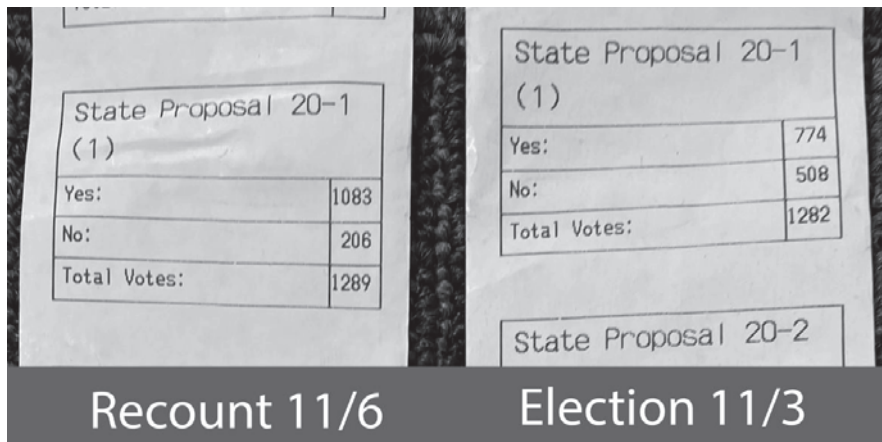 State Proposal 20-1
(1)
Yes: 1083
No: 206
Total Votes: 1289
Recount 11/6
State Proposal 20-1
(1)
Yes: 774
No: 508
Total Votes: 1282
State Proposal 20-2
Election 11/3